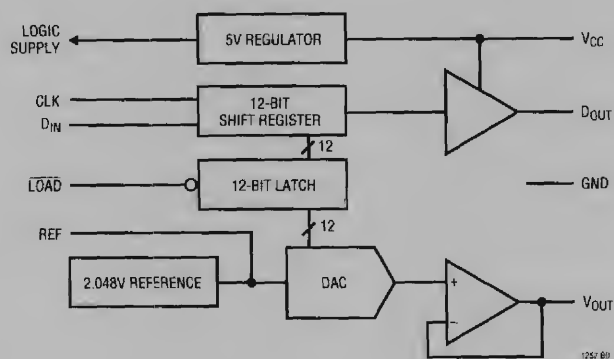 LOGIC
SUPPLY
5V REGULATOR
VCC
CLK
DIN
12-BIT
SHIFT REGISTER
DOUT
12
LOAD
12-BIT LATCH
GND
12
REF
2.048V REFERENCE
DAC
+
−
VOUT